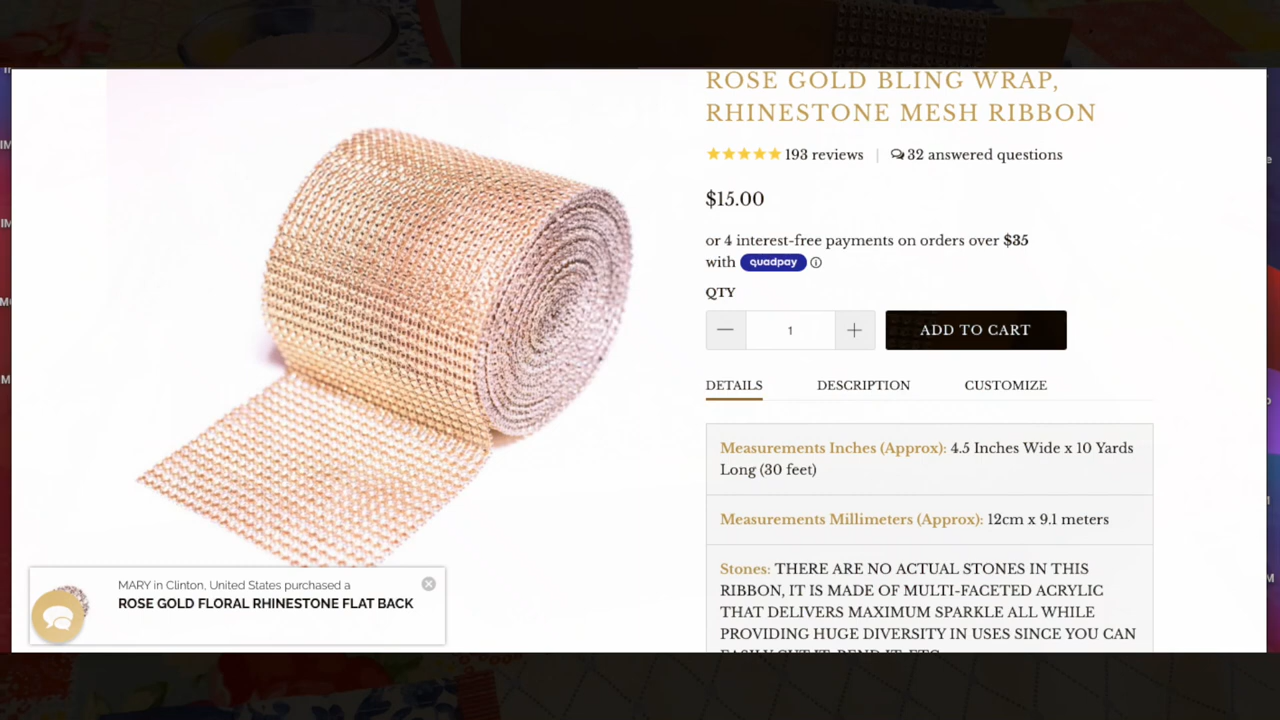 ROSE GOLD BLING WRAP,
RHINESTONE MESH RIBBON
193 reviews | 32 answered questions
$15.00
or 4 interest-free payments on orders over $35
with quadpay
QTY
1
ADD TO CART
DETAILS DESCRIPTION CUSTOMIZE
Measurements Inches (Approx): 4.5 Inches Wide x 10 Yards
Long (30 feet)
Measurements Millimeters (Approx): 12cm x 9.1 meters
Stones: THERE ARE NO ACTUAL STONES IN THIS
RIBBON, IT IS MADE OF MULTI-FACETED ACRYLIC
THAT DELIVERS MAXIMUM SPARKLE ALL WHILE
PROVIDING HUGE DIVERSITY IN USES SINCE YOU CAN
MARY in Clinton, United States purchased a
ROSE GOLD FLORAL RHINESTONE FLAT BACK